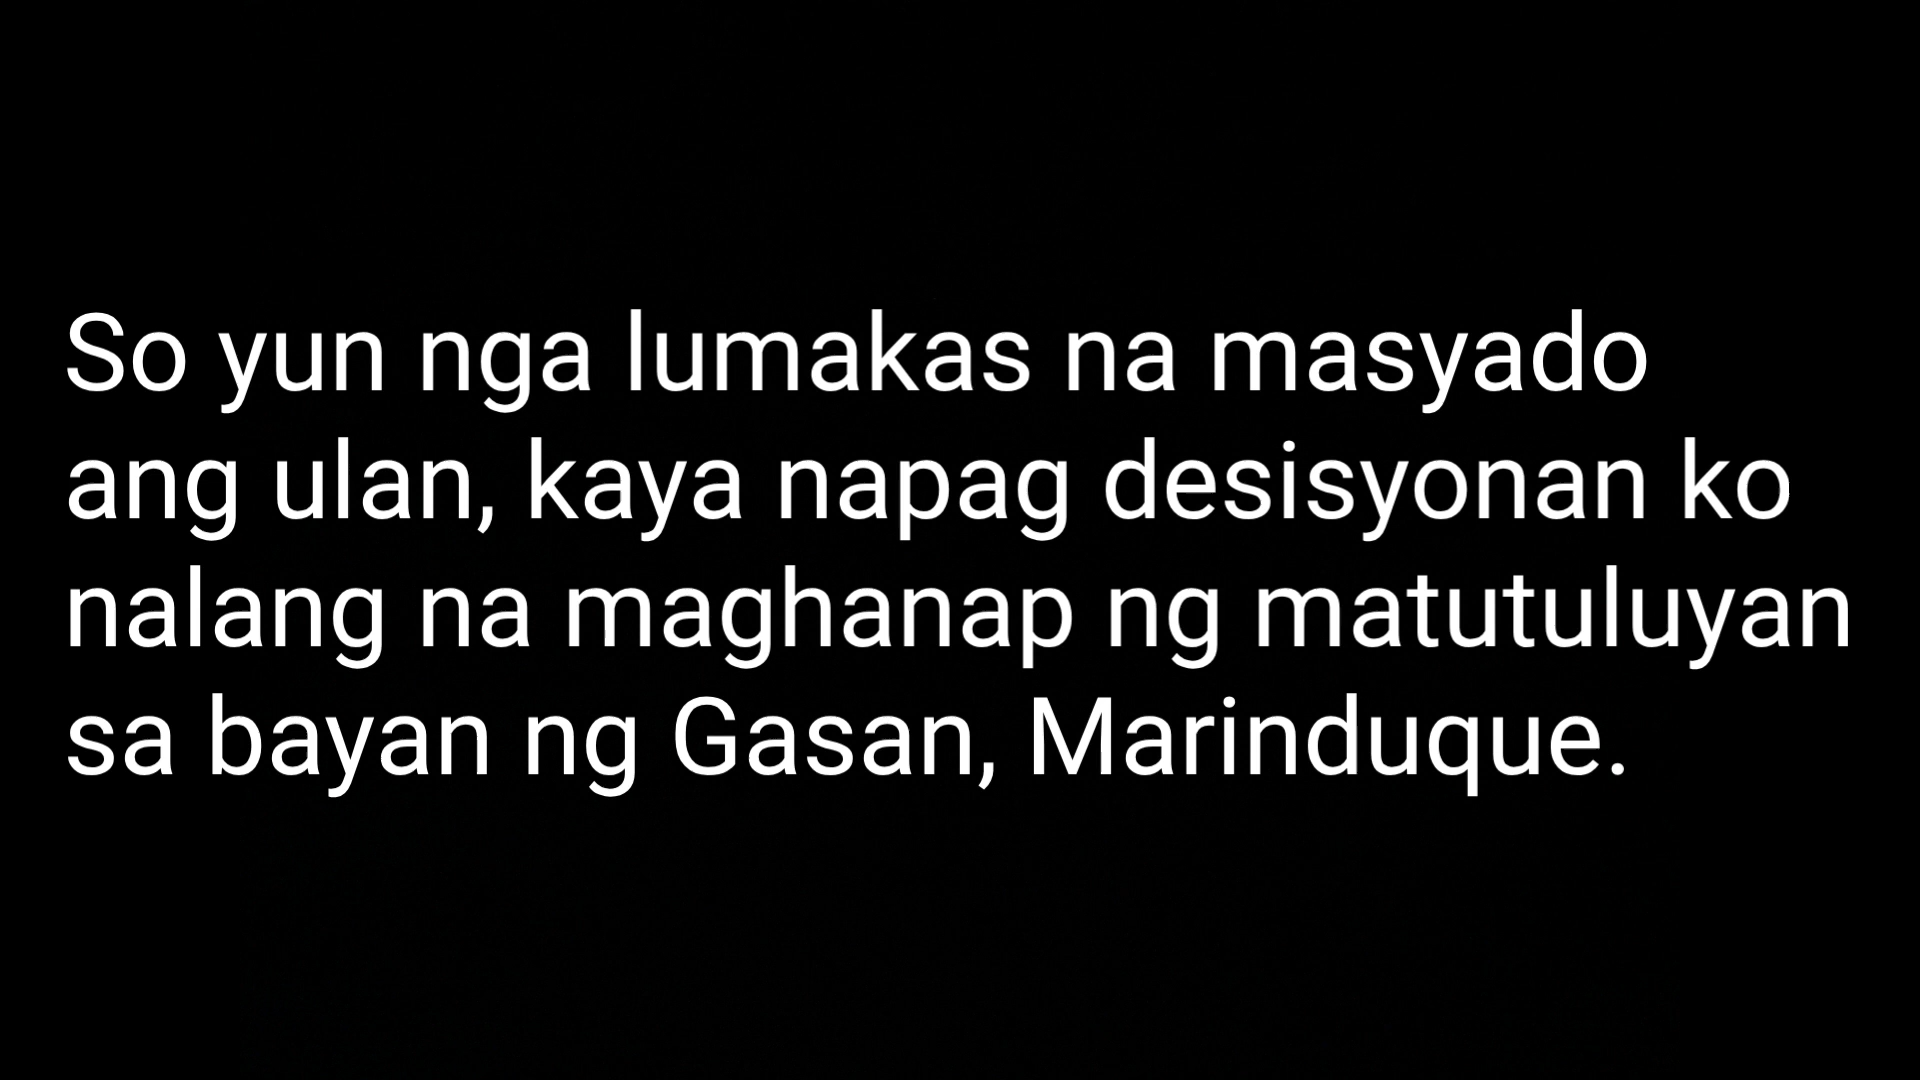 So yun nga lumakas na masyado
ang ulan, kaya napag desisyonan ko
nalang na maghanap ng matutuluyan
sa bayan ng Gasan, Marinduque.